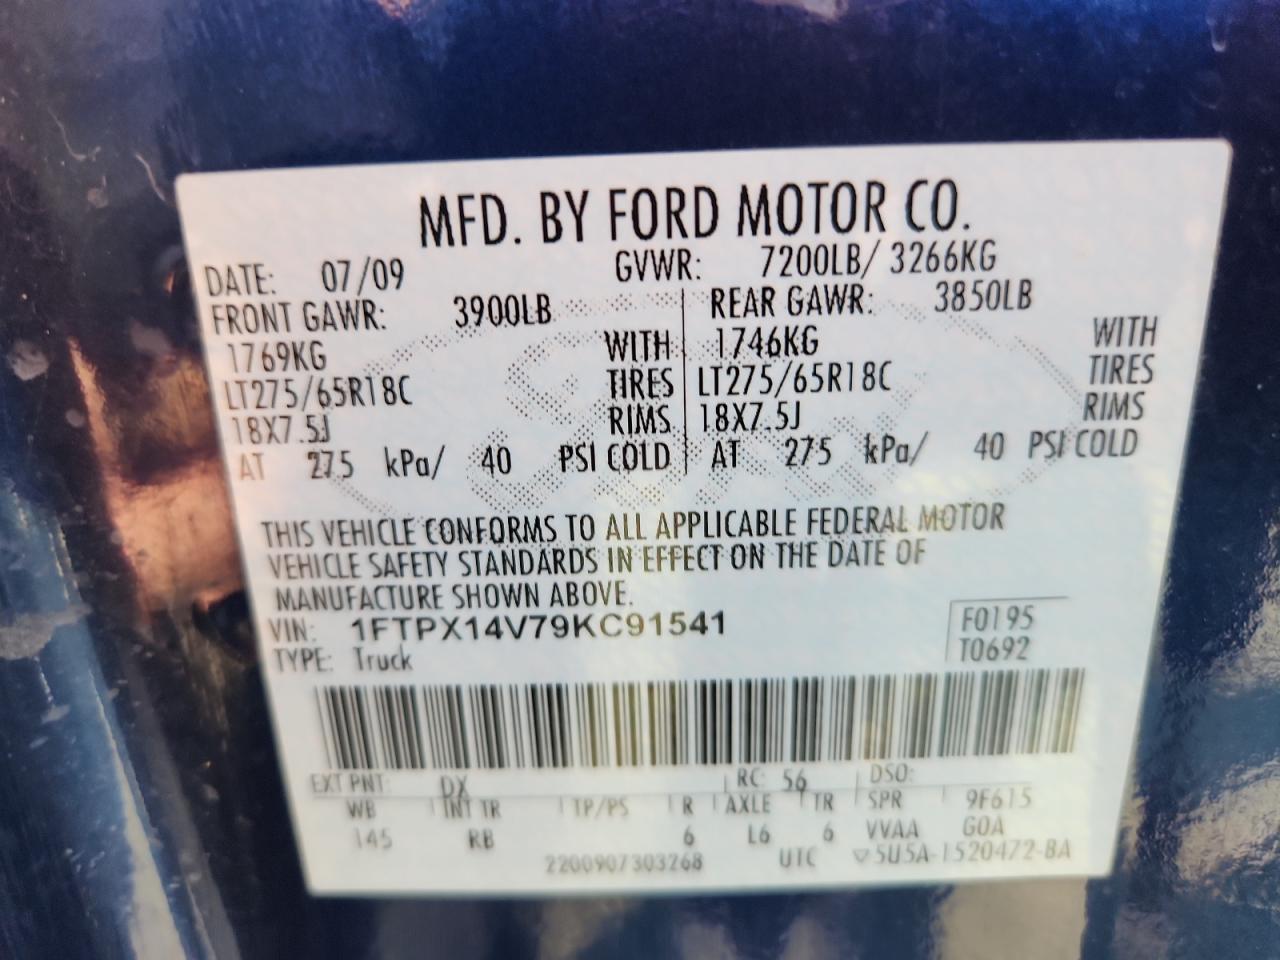 MFD. BY FORD MOTOR CO.
DATE: 07/09 GVWR: 7200LB/ 3266KG
FRONT GAWR: 3900LB REAR GAWR: 3850LB
1769KG WITH 1746KG WITH
LT275/65R18C TIRES LT275/65R18C TIRES
18X7.5J RIMS 18X7.5J RIMS
AT 275 kPa/ 40 PSI COLD AT 275 kPa/ 40 PSI COLD
THIS VEHICLE CONFORMS TO ALL APPLICABLE FEDERAL MOTOR
VEHICLE SAFETY STANDARDS IN EFFECT ON THE DATE OF
MANUFACTURE SHOWN ABOVE.
VIN: 1FTPX14V79KC91541 F0195
TYPE: Truck T0692
EXT PNT: DX RC: 56 DSO:
WB INT TR TP/PS R AXLE TR SPR 9F615
145 RB 6 L6 6 VVAA GOA
2200907303268 UTC ▽5U5A-1520472-BA